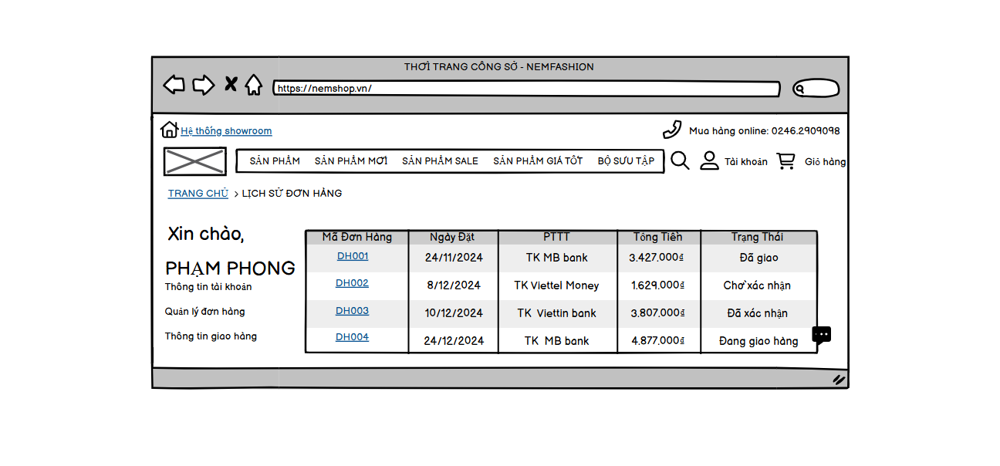 THƠÌ TRANG CÔNG SỞ - NEMFASHION
https://nemshop.vn/
Hệ thống showroom
Mua hàng online: 0246.2909098
SẢN PHẨM SẢN PHẨM MƠÍ SẢN PHẨM SALE SẢN PHẨM GIÁ TỐT BỘ SƯU TẬP
Tài khoản
Giỏ hàng
TRANG CHỦ > LỊCH SỬ ĐƠN HÀNG
Xin chào,
PHẠM PHONG
Thông tin tài khoản
Quản lý đơn hàng
Thông tin giao hàng
Mã Đơn Hàng Ngày Đặt PTTT Tổng Tiền Trạng Thái
DH001 24/11/2024 TK MB bank 3.427.000₫ Đã giao
DH002 8/12/2024 TK Viettel Money 1.629.000₫ Chờ xác nhận
DH003 10/12/2024 TK Viettin bank 3.807.000₫ Đã xác nhận
DH004 24/12/2024 TK MB bank 4.877.000₫ Đang giao hàng